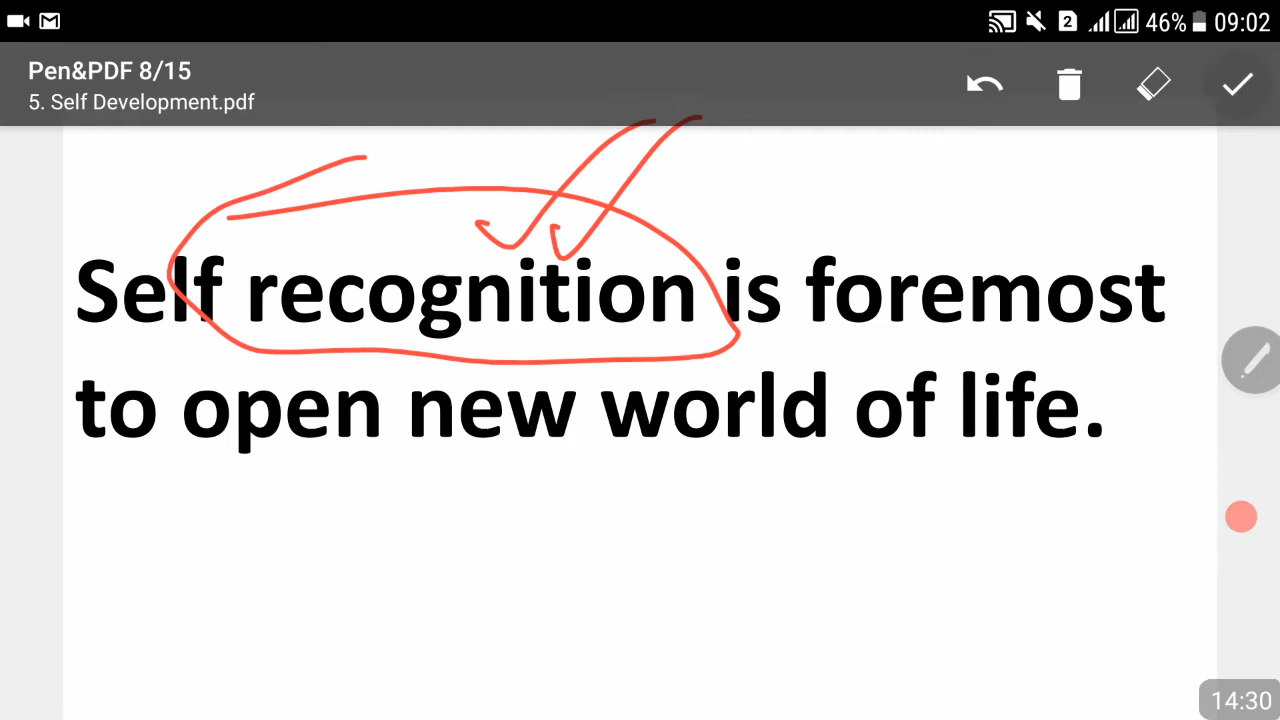 2 46% 09:02
Pen&PDF 8/15
5. Self Development.pdf
Self recognition is foremost
to open new world of life.
14:30